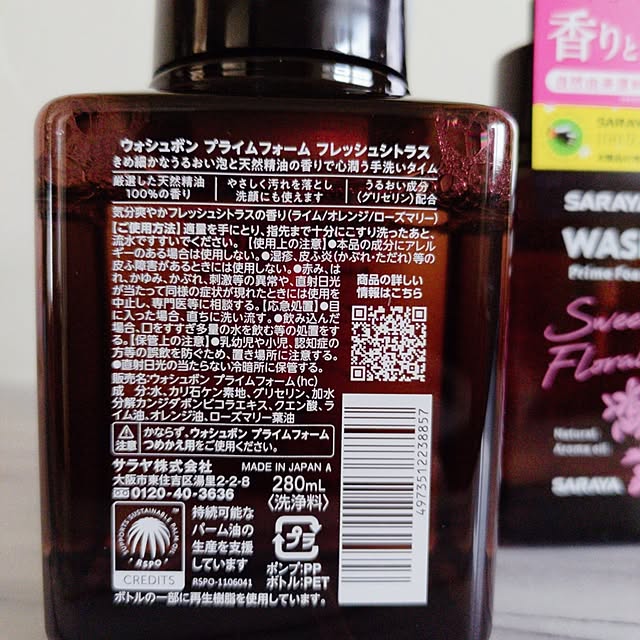 ウォシュボン プライムフォーム フレッシュシトラス
きめ細かなうるおい泡と天然精油の香りで心潤う手洗いタイム
厳選した天然精油 100%の香り
やさしく汚れを落とし 洗顔にも使えます
うるおい成分 (グリセリン)配合
気分爽やかフレッシュシトラスの香り(ライム/オレンジ/ローズマリー)
【ご使用方法】適量を手にとり、指先まで十分にこすり洗ったあと、
流水ですすいでください。【使用上の注意】●本品の成分にアレル
ギーのある場合は使用しない。●湿疹、皮ふ炎(かぶれ・ただれ)等の
皮ふ障害があるときには使用しない。●赤み、は
れ、かゆみ、かぶれ、刺激等の異常や、直射日光
が当たって同様の症状が現れたときには使用を
中止し、専門医等に相談する。【応急処置】●目
に入った場合、直ちに洗い流す。●飲み込んだ
場合、口をすすぎ多量の水を飲む等の処置をす
る。【保管上の注意】●乳幼児や小児、認知症の
方等の誤飲を防ぐため、置き場所に注意する。
●直射日光の当たらない冷暗所に保管する。
商品の詳しい
情報はこちら
販売名:ウォシュボン プライムフォーム(hc)
成 分:水、カリ石ケン素地、グリセリン、加水
分解カンジダボンビコラエキス、クエン酸、ラ
イム油、オレンジ油、ローズマリー葉油
注意 かならず、ウォシュボン プライムフォーム
つめかえ用をご使用ください。
サラヤ株式会社 MADE IN JAPAN A
大阪市東住吉区湯里2-2-8
0120-40-3636
280mL
〈洗浄料〉
SUPPORTS SUSTAINABLE PALM OIL
RSPO
CREDITS
持続可能な
パーム油の
生産を支援
しています
RSPO-1106041
プラ
ポンプ:PP
ボトル:PET
ボトルの一部に再生樹脂を使用しています。
4973512238857
香りと
SARAYA
SARAYA
WAS
Prime Fo
Sweet
Floral
Natural
Aroma oil
SARAYA